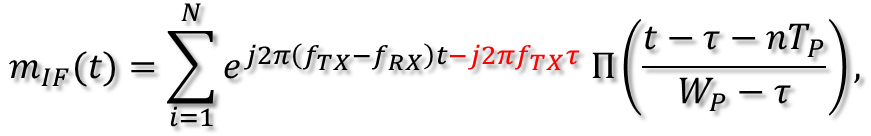 m_{IF}(t) = \sum_{i=1}^{N} e^{j2\pi(f_{TX}-f_{RX})t-j2\pi f_{TX}\tau} \prod \left( \frac{t-\tau-nT_P}{W_P-\tau} \right),